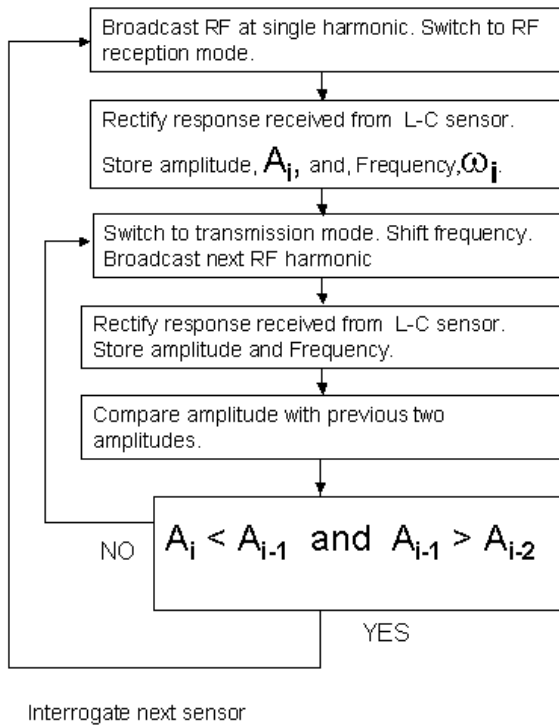 Broadcast RF at single harmonic. Switch to RF
reception mode.
Rectify response received from L-C sensor.
Store amplitude, Ai, and, Frequency,ωi.
Switch to transmission mode. Shift frequency.
Broadcast next RF harmonic
Rectify response received from L-C sensor.
Store amplitude and Frequency.
Compare amplitude with previous two
amplitudes.
Ai < Ai-1 and Ai-1 > Ai-2
NO
YES
Interrogate next sensor